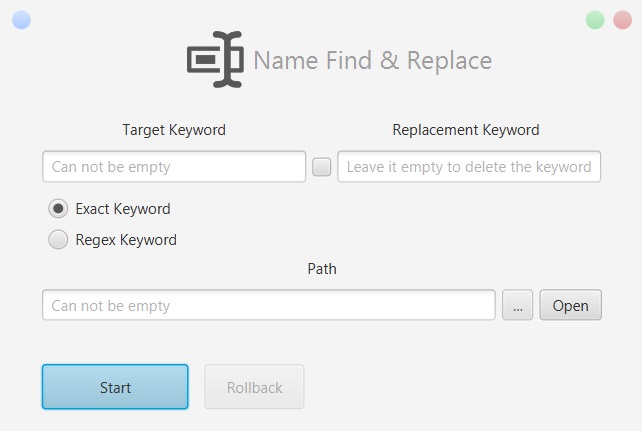 Name Find & Replace
Target Keyword
Replacement Keyword
Can not be empty
Leave it empty to delete the keyword
Exact Keyword
Regex Keyword
Path
Can not be empty
...
Open
Start
Rollback